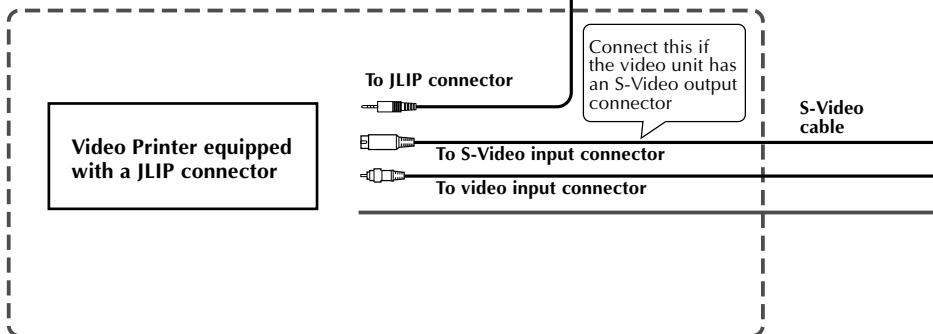 Connect this if
the video unit has
an S-Video output
connector
To JLIP connector
S-Video
cable
Video Printer equipped
with a JLIP connector
To S-Video input connector
To video input connector